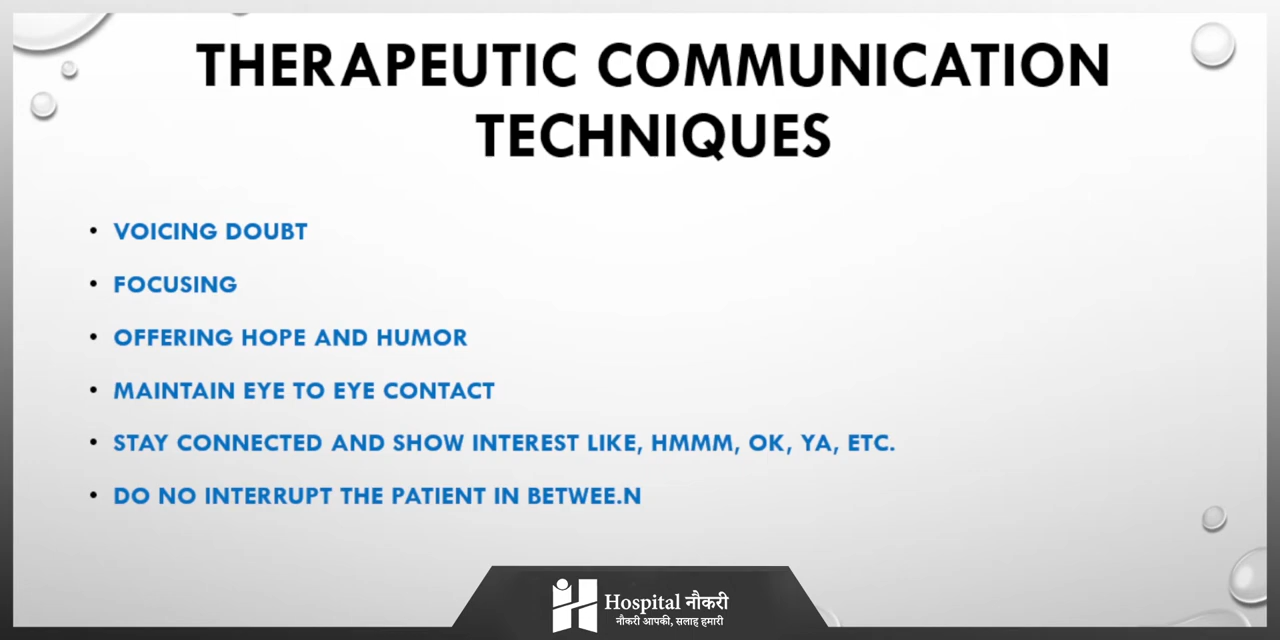 THERAPEUTIC COMMUNICATION
TECHNIQUES
• VOICING DOUBT
• FOCUSING
• OFFERING HOPE AND HUMOR
• MAINTAIN EYE TO EYE CONTACT
• STAY CONNECTED AND SHOW INTEREST LIKE, HMMM, OK, YA, ETC.
• DO NO INTERRUPT THE PATIENT IN BETWEE.N
Hospital नौकरी
नौकरी आपकी, सलाह हमारी